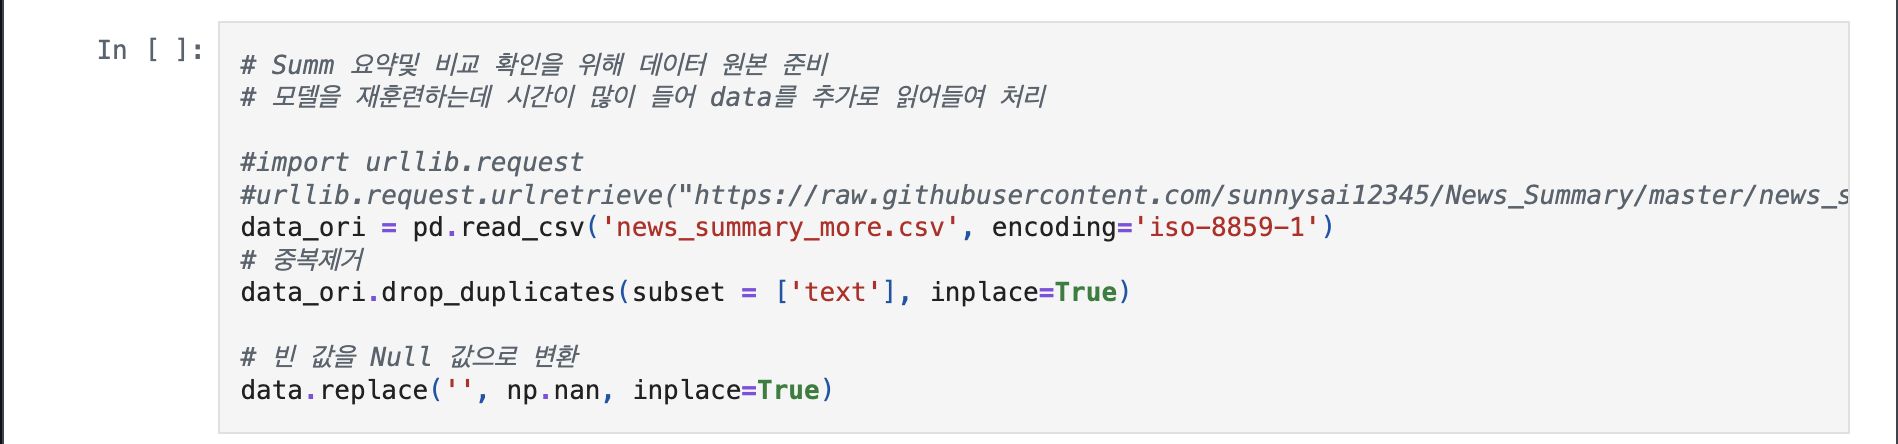 In [ ]:
# Summ 요약및 비교 확인을 위해 데이터 원본 준비
# 모델을 재훈련하는데 시간이 많이 들어 data를 추가로 읽어들여 처리
#import urllib.request
#urllib.request.urlretrieve("https://raw.githubusercontent.com/sunnysai12345/News_Summary/master/news_s
data_ori = pd.read_csv('news_summary_more.csv', encoding='iso-8859-1')
# 중복제거
data_ori.drop_duplicates(subset = ['text'], inplace=True)
# 빈 값을 Null 값으로 변환
data.replace('', np.nan, inplace=True)